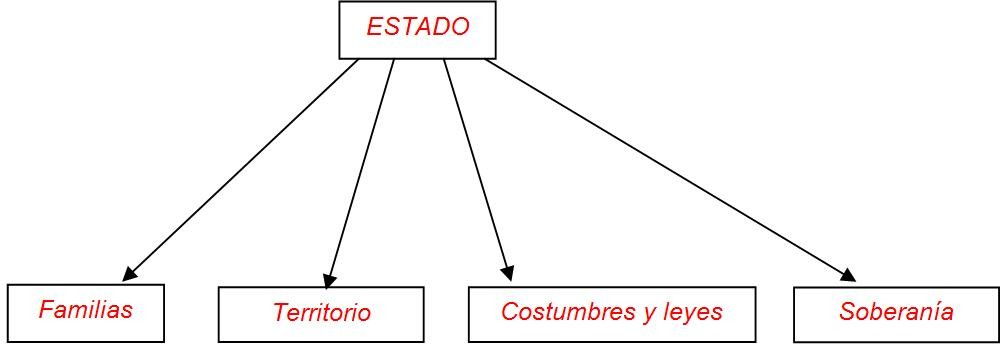 ESTADO
Familias
Territorio
Costumbres y leyes
Soberanía